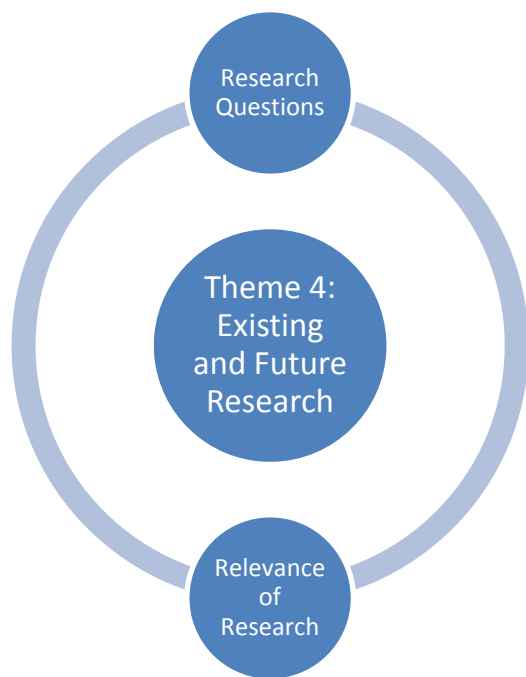 Research
Questions
Theme 4:
Existing
and Future
Research
Relevance
of
Research